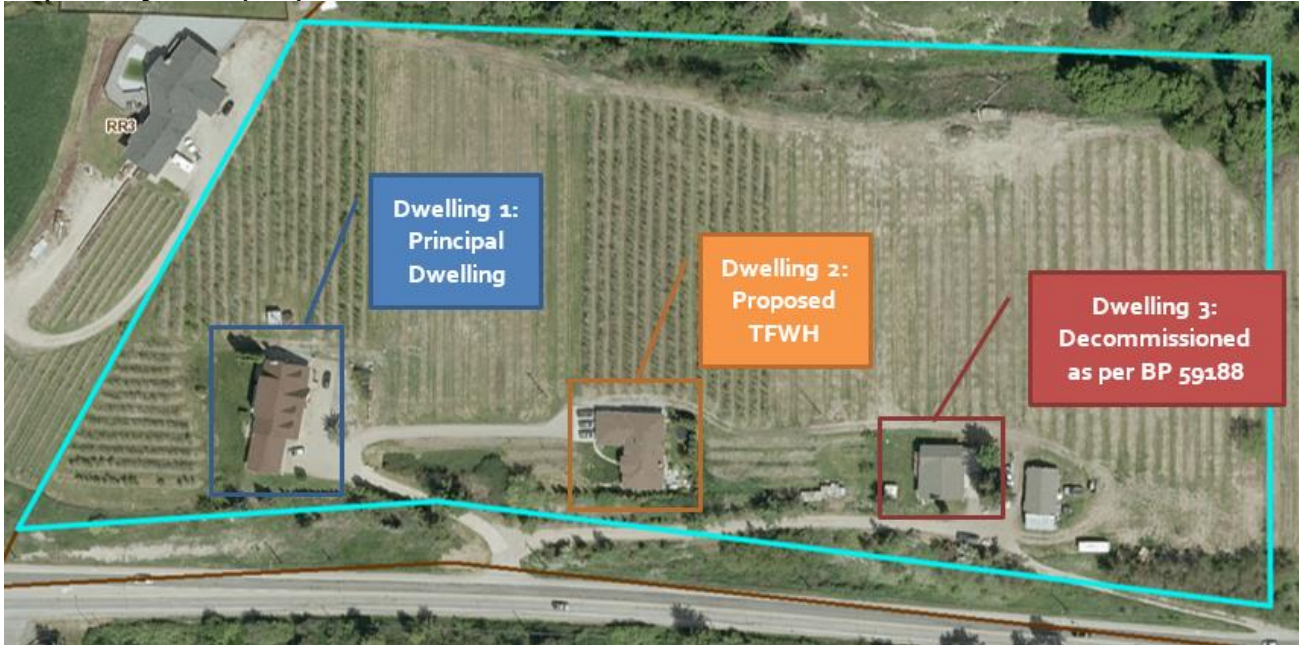 RR3
Dwelling 1:
Principal
Dwelling
Dwelling 2:
Proposed
TFWH
Dwelling 3:
Decommissioned
as per BP 59188